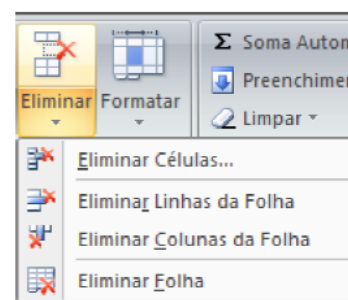 Σ Soma Autom
Preenchimer
Eliminar Formatar
Limpar
Eliminar Células...
Eliminar Linhas da Folha
Eliminar Colunas da Folha
Eliminar Folha